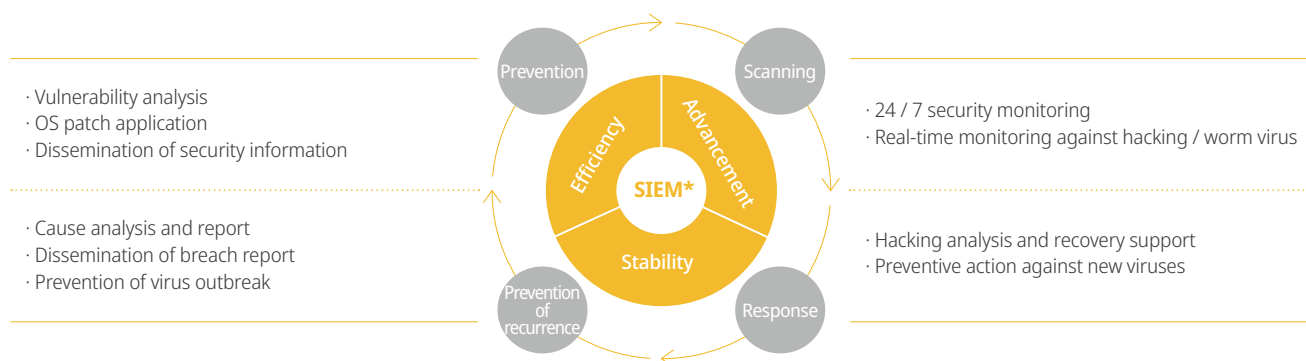 · Vulnerability analysis
· OS patch application
· Dissemination of security information
· Cause analysis and report
· Dissemination of breach report
· Prevention of virus outbreak
Prevention
Scanning
Efficiency
Advancement
SIEM*
Stability
Prevention
of
recurrence
Response
· 24 / 7 security monitoring
· Real-time monitoring against hacking / worm virus
· Hacking analysis and recovery support
· Preventive action against new viruses